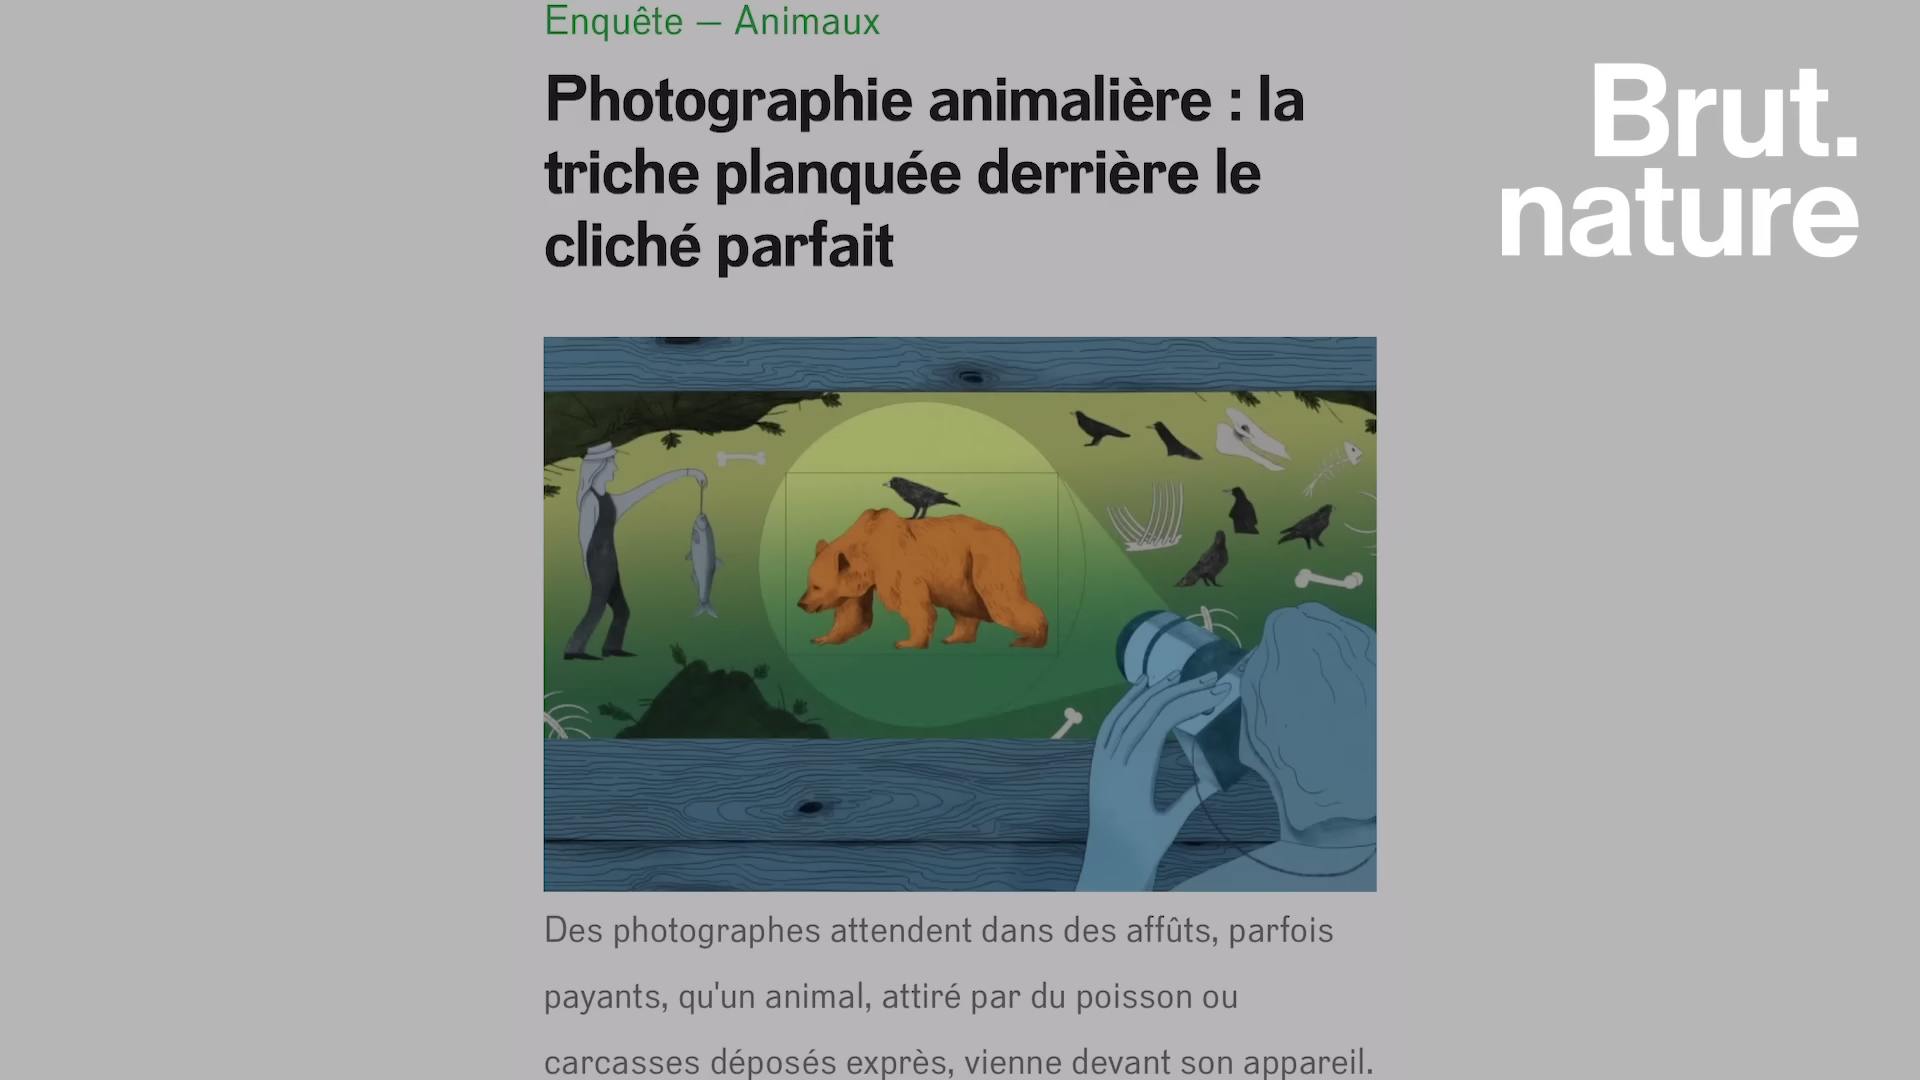 Enquête — Animaux
Photographie animalière : la
triche planquée derrière le
cliché parfait
Brut.
nature
Des photographes attendent dans des affûts, parfois
payants, qu'un animal, attiré par du poisson ou
carcasses déposés exprès, vienne devant son appareil.